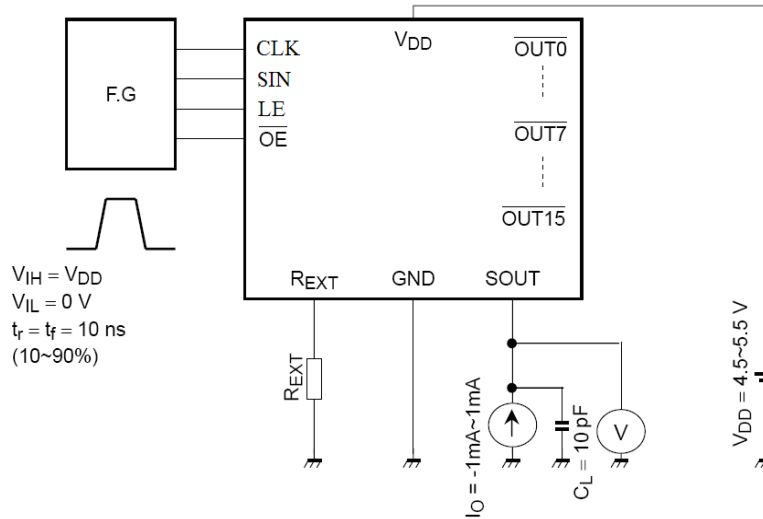 F.G
CLK
SIN
LE
OE
VDD
OUT0
OUT7
OUT15
REXT
GND
SOUT
VIH = VDD
VIL = 0 V
tr = tf = 10 ns
(10~90%)
REXT
IO = -1mA~1mA
CL = 10 pF
V
VDD = 4.5~5.5 V